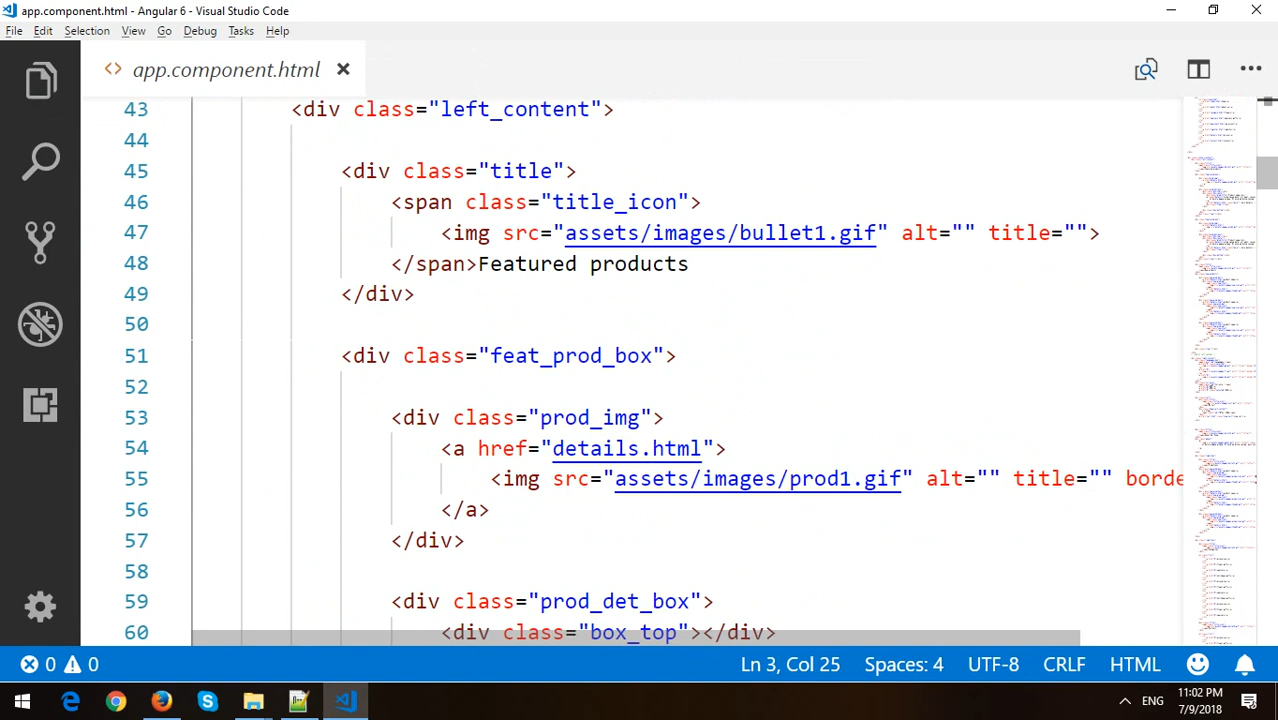 app.component.html - Angular 6 - Visual Studio Code
File Edit Selection View Go Debug Tasks Help
<> app.component.html
43 <div class="left_content">
44
45 <div class="title">
46 <span class="title_icon">
47 <img src="assets/images/bullet1.gif" alt="" title="">
48 </span>Featured products
49 </div>
50
51 <div class="feat_prod_box">
52
53 <div class="prod_img">
54 <a href="details.html">
55 <img src="assets/images/prod1.gif" alt="" title="" borde
56 </a>
57 </div>
58
59 <div class="prod_det_box">
60 <div class="box_top"></div>
0 0 Ln 3, Col 25 Spaces: 4 UTF-8 CRLF HTML
ENG
11:02 PM
7/9/2018